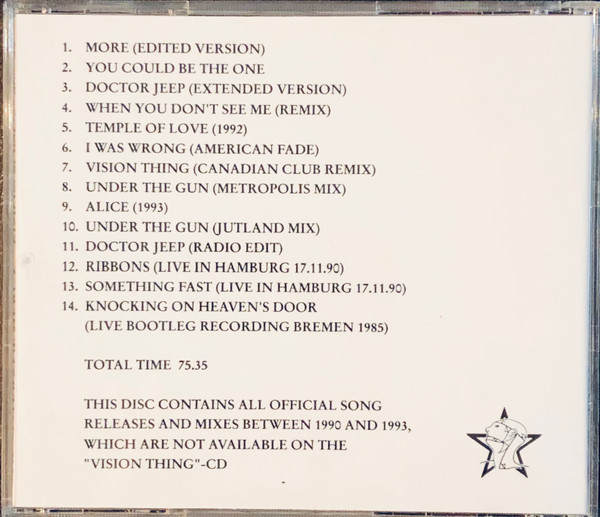 1. MORE (EDITED VERSION)
2. YOU COULD BE THE ONE
3. DOCTOR JEEP (EXTENDED VERSION)
4. WHEN YOU DON'T SEE ME (REMIX)
5. TEMPLE OF LOVE (1992)
6. I WAS WRONG (AMERICAN FADE)
7. VISION THING (CANADIAN CLUB REMIX)
8. UNDER THE GUN (METROPOLIS MIX)
9. ALICE (1993)
10. UNDER THE GUN (JUTLAND MIX)
11. DOCTOR JEEP (RADIO EDIT)
12. RIBBONS (LIVE IN HAMBURG 17.11.90)
13. SOMETHING FAST (LIVE IN HAMBURG 17.11.90)
14. KNOCKING ON HEAVEN'S DOOR
(LIVE BOOTLEG RECORDING BREMEN 1985)
TOTAL TIME 75.35
THIS DISC CONTAINS ALL OFFICIAL SONG
RELEASES AND MIXES BETWEEN 1990 AND 1993,
WHICH ARE NOT AVAILABLE ON THE
"VISION THING"-CD